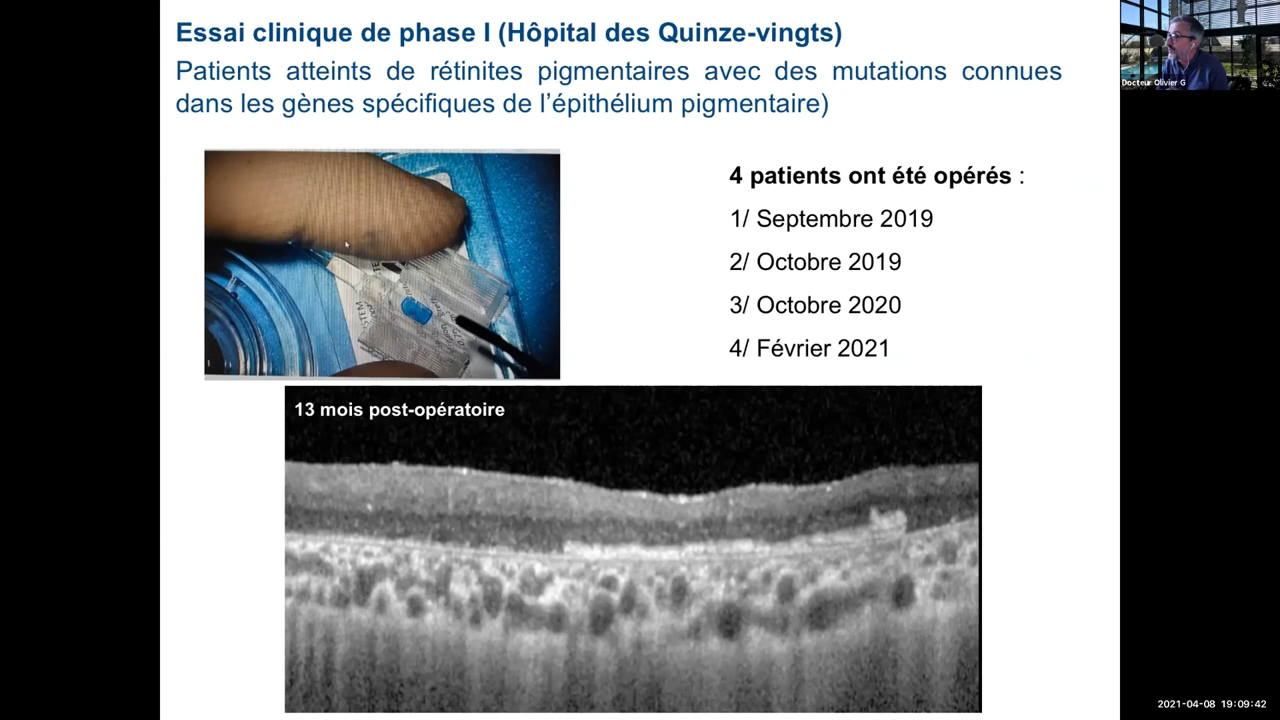 Essai clinique de phase I (Hôpital des Quinze-vingts)
Patients atteints de rétinites pigmentaires avec des mutations connues
dans les gènes spécifiques de l'épithélium pigmentaire)
Docteur Olivier G
4 patients ont été opérés :
1/ Septembre 2019
2/ Octobre 2019
3/ Octobre 2020
4/ Février 2021
STEM
13 mois post-opératoire
2021-04-08 19:09:42